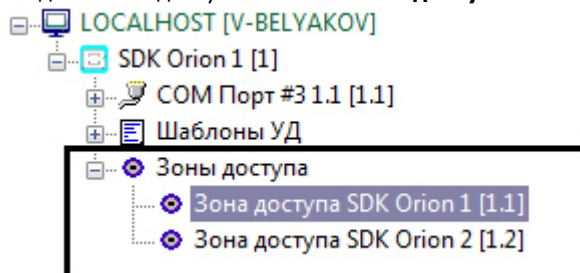 LOCALHOST [V-BELYAKOV]
SDK Orion 1 [1]
COM Порт #3 1.1 [1.1]
Шаблоны УД
Зоны доступа
Зона доступа SDK Orion 1 [1.1]
Зона доступа SDK Orion 2 [1.2]